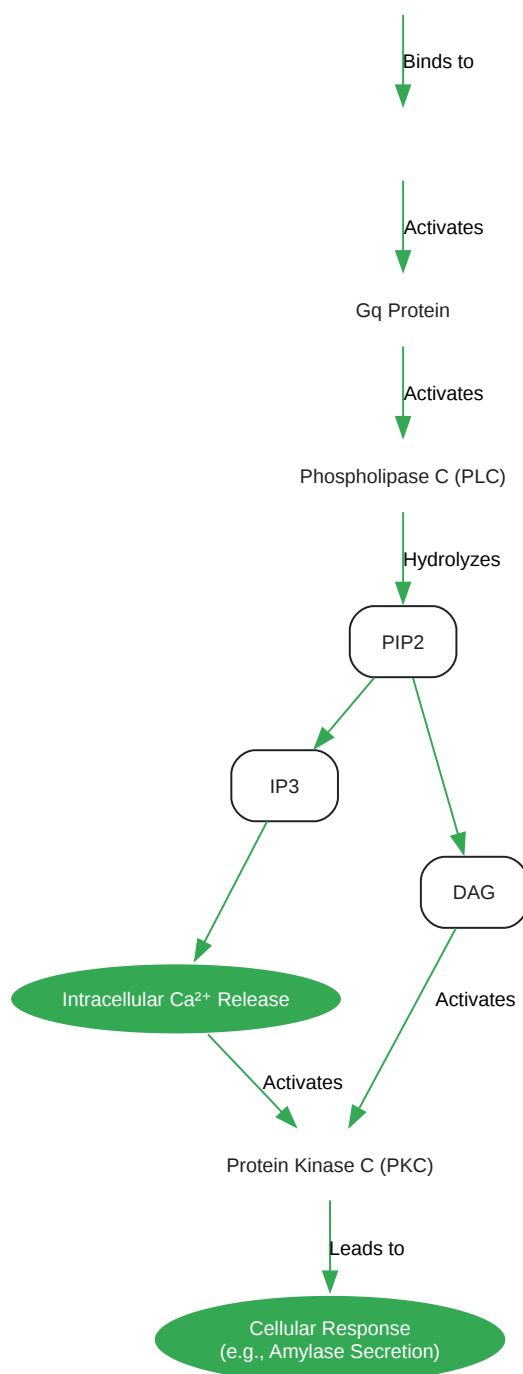 Binds to
Activates
Gq Protein
Activates
Phospholipase C (PLC)
Hydrolyzes
PIP2
IP3
DAG
Intracellular Ca²⁺ Release
Activates
Activates
Protein Kinase C (PKC)
Leads to
Cellular Response
(e.g., Amylase Secretion)